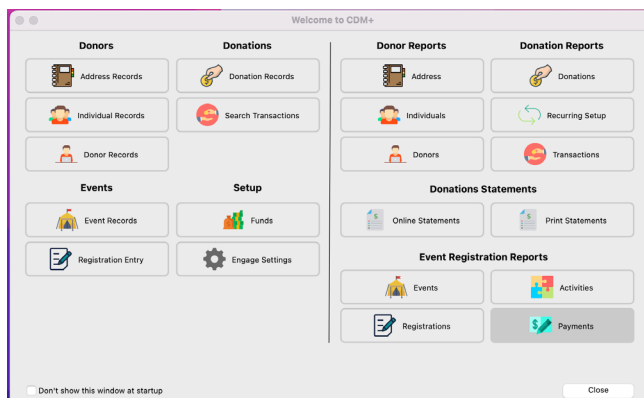 Welcome to CDM+
Donors
Donations
Address Records
Donation Records
Individual Records
Search Transactions
Donor Records
Events
Setup
Event Records
Funds
Registration Entry
Engage Settings
Donor Reports
Donation Reports
Address
Donations
Individuals
Recurring Setup
Donors
Transactions
Donations Statements
Online Statements
Print Statements
Event Registration Reports
Events
Activities
Registrations
Payments
Don't show this window at startup
Close